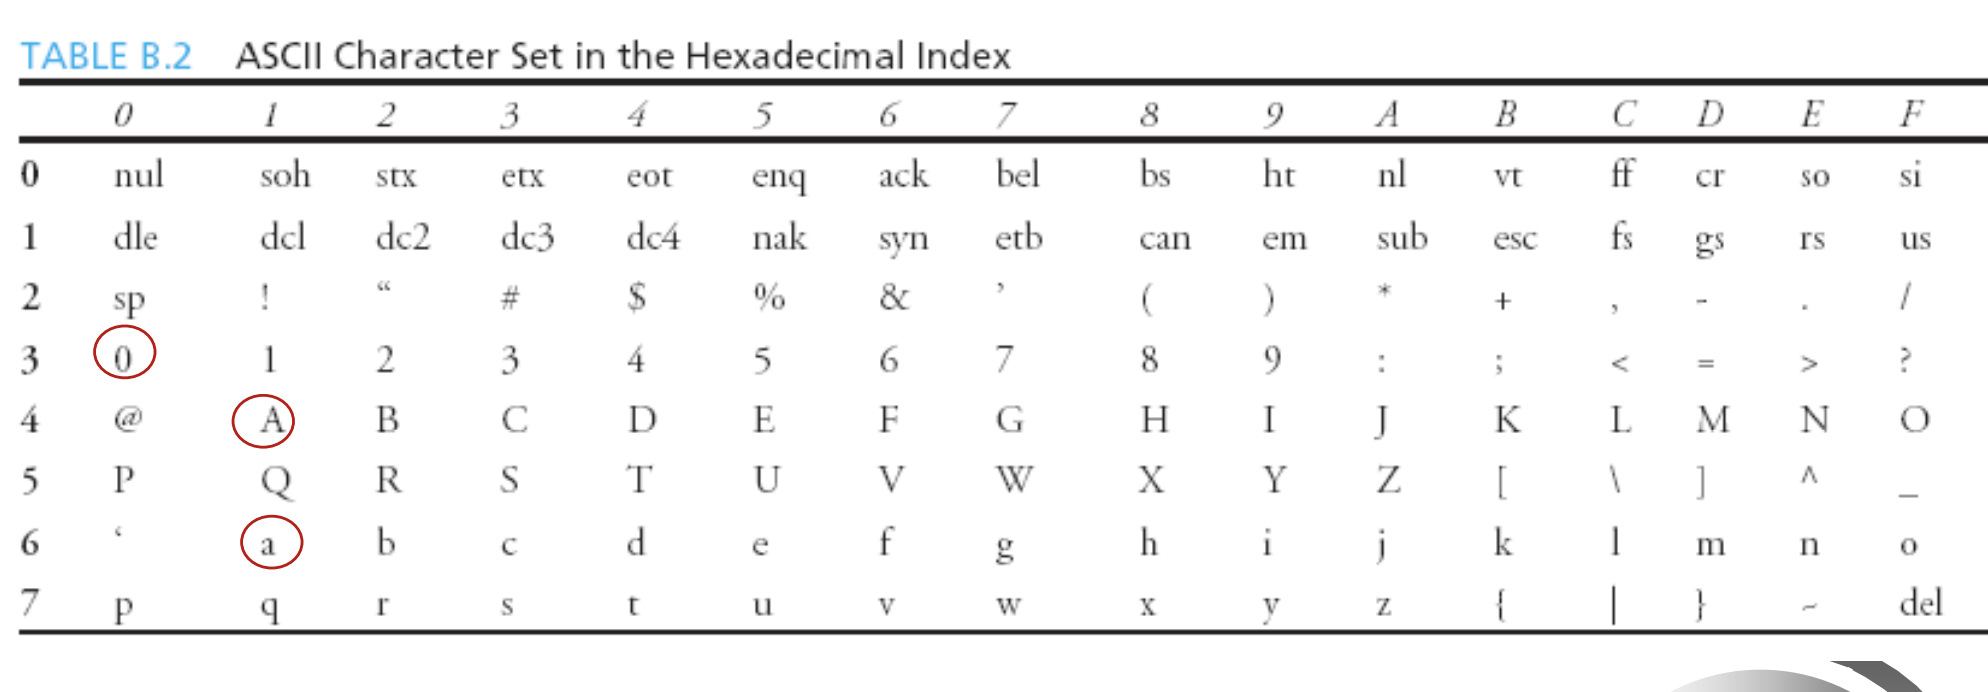 TABLE B.2 ASCII Character Set in the Hexadecimal Index
0 1 2 3 4 5 6 7 8 9 A B C D E F
0 nul soh stx etx eot enq ack bel bs ht nl vt ff cr so si
1 dle dcl dc2 dc3 dc4 nak syn etb can em sub esc fs gs rs us
2 sp ! “ # $ % & ’ ( ) * + , - . /
3 0 1 2 3 4 5 6 7 8 9 : ; < = > ?
4 @ A B C D E F G H I J K L M N O
5 P Q R S T U V W X Y Z [ \ ] ^ _
6 ‘ a b c d e f g h i j k l m n o
7 p q r s t u v w x y z { | } ~ del